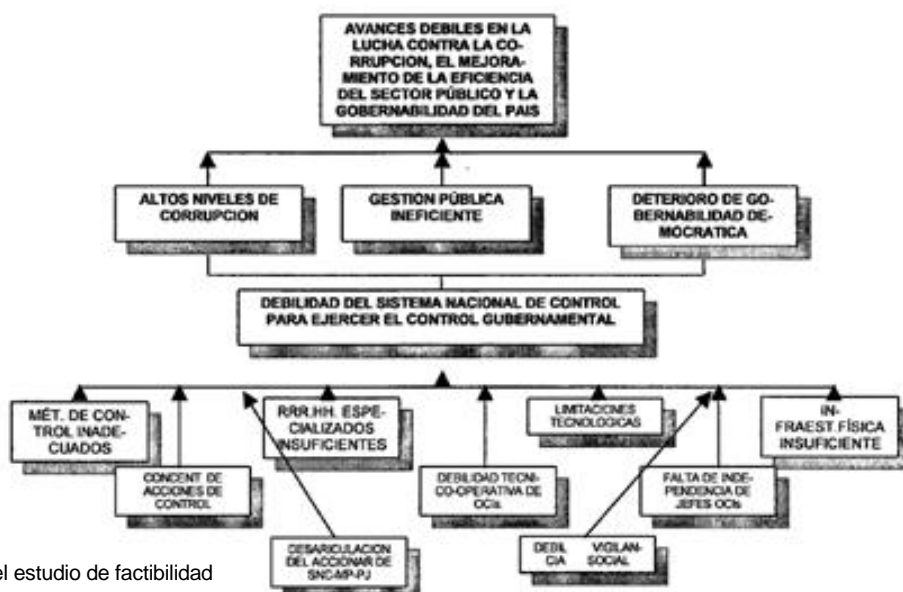 AVANCES DEBILES EN LA
LUCHA CONTRA LA CO-
RRUPCION, EL MEJORA-
MIENTO DE LA EFICIENCIA
DEL SECTOR PÚBLICO Y LA
GOBERNABILIDAD DEL PAIS
ALTOS NIVELES DE
CORRUPCION
GESTIÓN PÚBLICA
INEFICIENTE
DETERIORO DE GO-
BERNABILIDAD DE-
MOCRATICA
DEBILIDAD DEL SISTEMA NACIONAL DE CONTROL
PARA EJERCER EL CONTROL GUBERNAMENTAL
MÉT. DE CON-
TROL INADE-
CUADOS
RRR.HH. ESPE-
CIALIZADOS
INSUFICIENTES
LIMITACIONES
TECNOLOGICAS
IN-
FRAEST.FÍSICA
INSUFICIENTE
CONCENT DE
ACCIONES DE
CONTROL
DEBILIDAD TECNI-
CO-OPERATIVA DE
OCIs
FALTA DE INDE-
PENDENCIA DE
JEFES OCIs
DESARICULACION
DEL ACCIONAR DE
SNC-MP-PJ
DEBIL VIGILAN-
CIA SOCIAL
el estudio de factibilidad